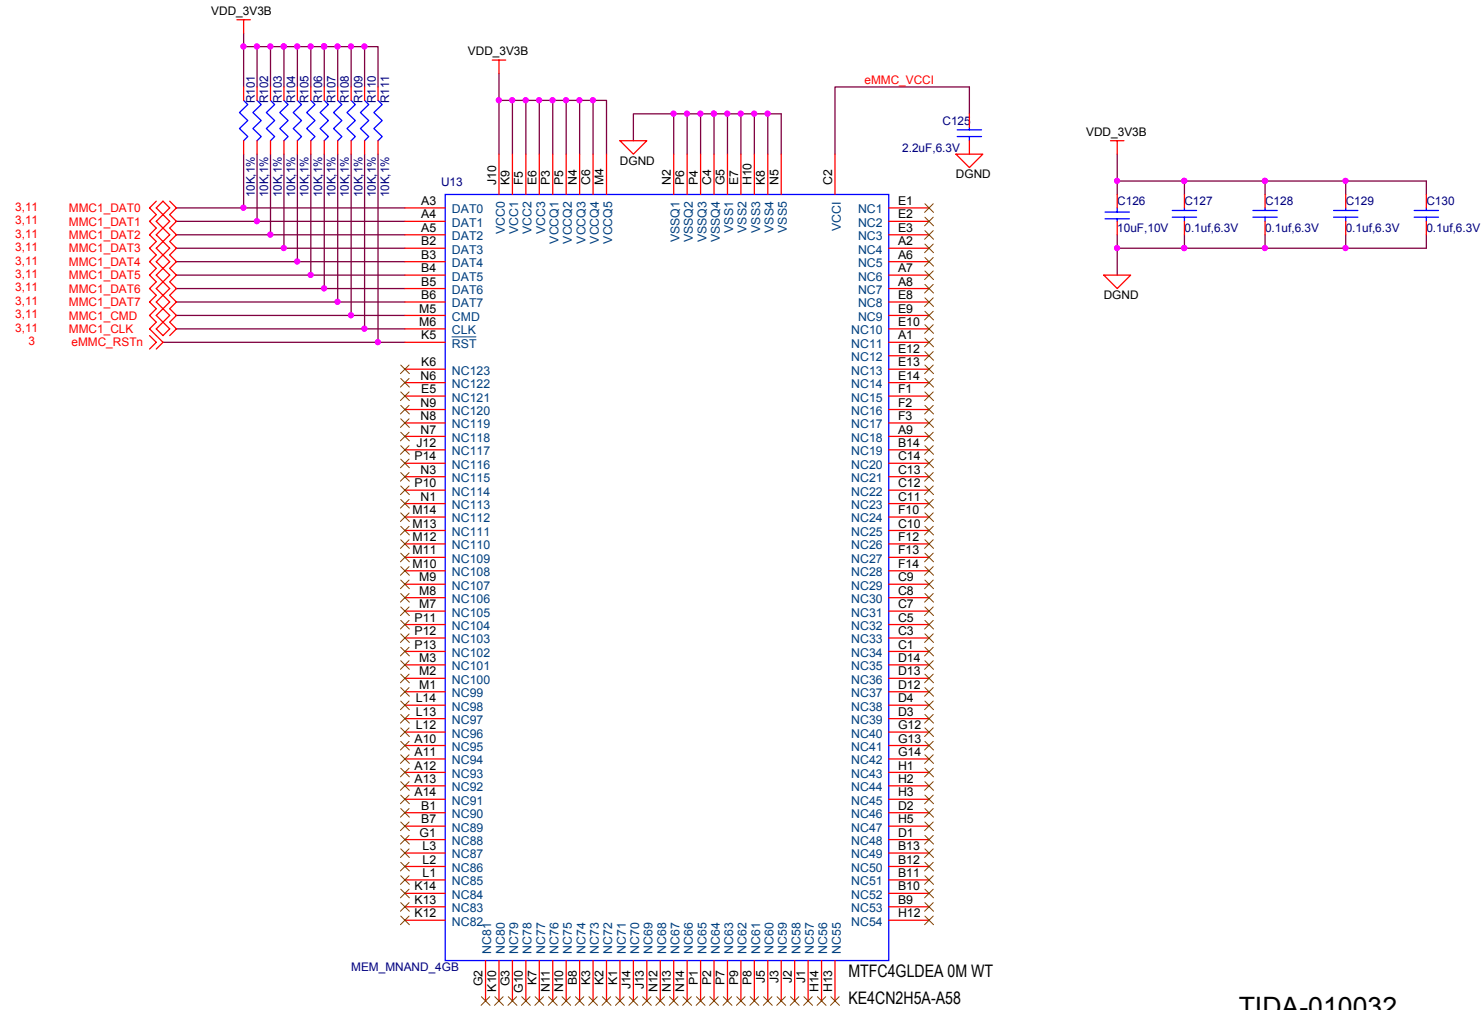 VDD_3V3B
R101
R102
R103
R104
R105
R106
R107
R108
R109
R110
R111
10K,1%
10K,1%
10K,1%
10K,1%
10K,1%
10K,1%
10K,1%
10K,1%
10K,1%
10K,1%
10K,1%
VDD_3V3B
eMMC_VCCI
C125
2.2uF,6.3V
DGND
DGND
VDD_3V3B
C126
10uF,10V
C127
0.1uf,6.3V
C128
0.1uf,6.3V
C129
0.1uf,6.3V
C130
0.1uf,6.3V
DGND
U13
J10 K9 F5 E6 P3 P5 N4 C6 M4
VCC0 VCC1 VCC2 VCC3 VCCQ1 VCCQ2 VCCQ3 VCCQ4 VCCQ5
N2 P6 P4 C4 G5 E7 H10 K8 N5
VSSQ1 VSSQ2 VSSQ3 VSSQ4 VSS1 VSS2 VSS3 VSS4 VSS5
C2
VCCI
3,11 MMC1_DAT0 A3 DAT0
3,11 MMC1_DAT1 A4 DAT1
3,11 MMC1_DAT2 A5 DAT2
3,11 MMC1_DAT3 B2 DAT3
3,11 MMC1_DAT4 B3 DAT4
3,11 MMC1_DAT5 B4 DAT5
3,11 MMC1_DAT6 B5 DAT6
3,11 MMC1_DAT7 B6 DAT7
3,11 MMC1_CMD M5 CMD
3,11 MMC1_CLK M6 CLK
3 eMMC_RSTn K5 RST
K6 NC123
N6 NC122
E5 NC121
N9 NC120
N8 NC119
N7 NC118
J12 NC117
P14 NC116
N3 NC115
P10 NC114
N1 NC113
M14 NC112
M13 NC111
M12 NC110
M11 NC109
M10 NC108
M9 NC107
M8 NC106
M7 NC105
P11 NC104
P12 NC103
P13 NC102
M3 NC101
M2 NC100
M1 NC99
L14 NC98
L13 NC97
L12 NC96
A10 NC95
A11 NC94
A12 NC93
A13 NC92
A14 NC91
B1 NC90
B7 NC89
G1 NC88
L3 NC87
L2 NC86
L1 NC85
K14 NC84
K13 NC83
K12 NC82
NC1 E1
NC2 E2
NC3 E3
NC4 A2
NC5 A6
NC6 A7
NC7 A8
NC8 E8
NC9 E9
NC10 E10
NC11 A1
NC12 E12
NC13 E13
NC14 E14
NC15 F1
NC16 F2
NC17 F3
NC18 A9
NC19 B14
NC20 C14
NC21 C13
NC22 C12
NC23 C11
NC24 F10
NC25 C10
NC26 F12
NC27 F13
NC28 F14
NC29 C9
NC30 C8
NC31 C7
NC32 C5
NC33 C3
NC34 C1
NC35 D14
NC36 D13
NC37 D12
NC38 D4
NC39 D3
NC40 G12
NC41 G13
NC42 G14
NC43 H1
NC44 H2
NC45 H3
NC46 D2
NC47 H5
NC48 D1
NC49 B13
NC50 B12
NC51 B11
NC52 B10
NC53 B9
NC54 H12
NC81 NC80 NC79 NC78 NC77 NC76 NC75 NC74 NC73 NC72 NC71 NC70 NC69 NC68 NC67 NC66 NC65 NC64 NC63 NC62 NC61 NC60 NC59 NC58 NC57 NC56 NC55
G2 K10 G3 G10 K7 N11 N10 B8 K3 K2 K1 J14 J13 N12 N13 N14 P1 P2 P7 P9 P8 J5 J3 J2 J1 H14 H13
MEM_MNAND_4GB
MTFC4GLDEA 0M WT
KE4CN2H5A-A58
TIDA-010032